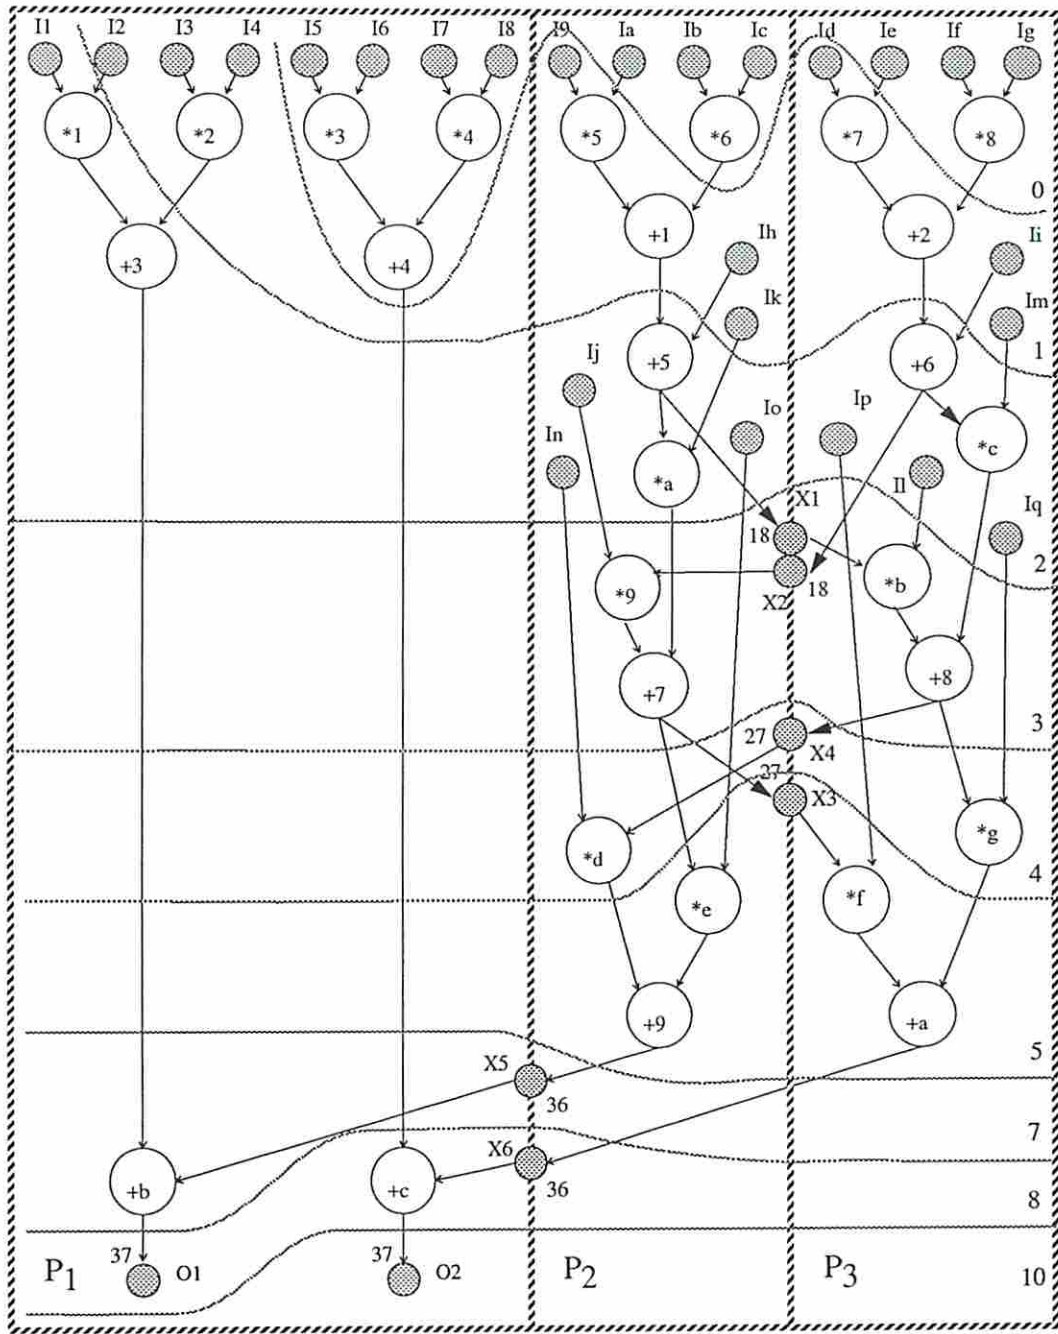 I1 I2 I3 I4 I5 I6 I7 I8 I9 Ia Ib Ic Id Ie If Ig
*1 *2 *3 *4 *5 *6 *7 *8
0
+3 +4 +1 +2
Ih Ii
Ik Im
1
Ij +5 +6
In Io Ip
*a *c
Il Iq
X1
18
2
*9 *b
X2 18
+7 +8
3
27 X4
27
X3
*d *g
4
*e *f
+9 +a
5
X5
36
7
X6
36
+b +c
8
37 O1 37 O2
P1 P2 P3
10